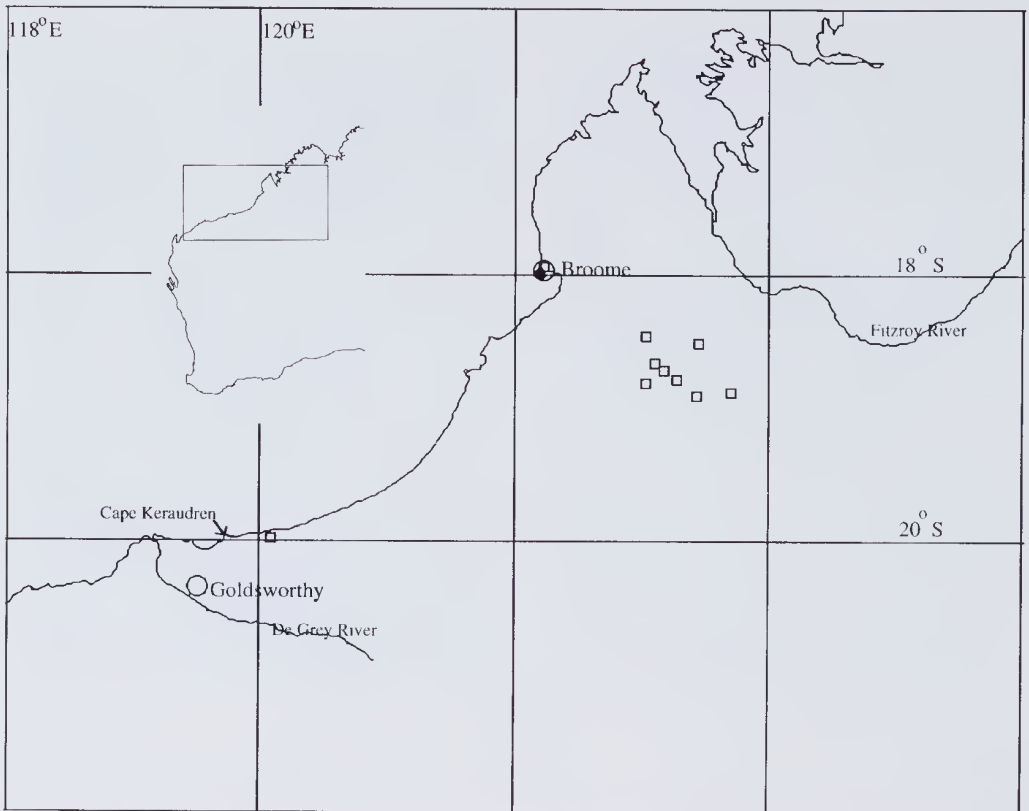 118°E
120°E
Broome
18° S
Fitzroy River
Cape Keraudren
20° S
Goldsworthy
De Grey River